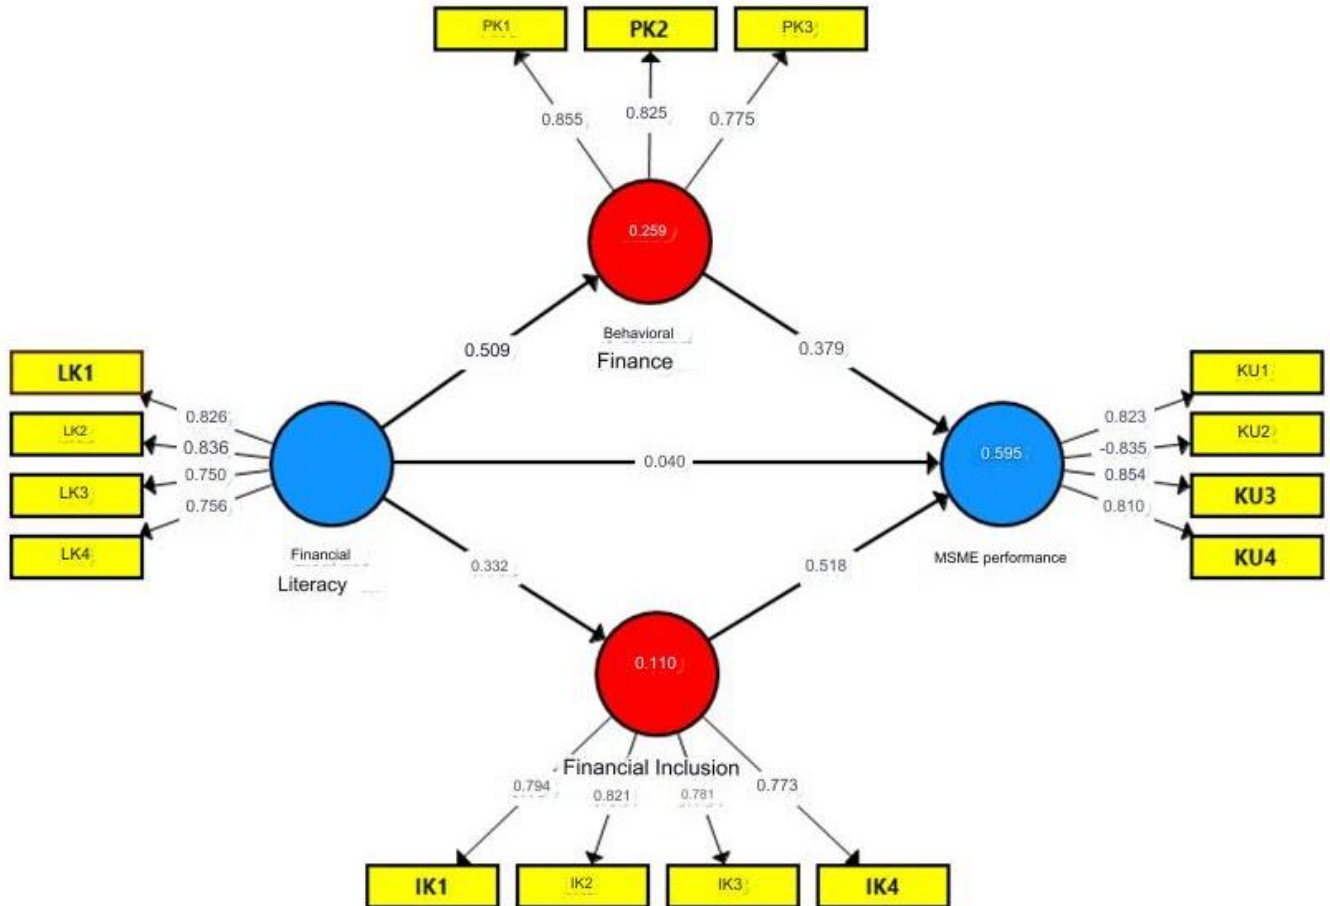 PK1 PK2 PK3
0.855 0.825 0.775
0.259
Behavioral
Finance
0.509 0.379
LK1
LK2
LK3
LK4
0.826
0.836
0.750
0.756
Financial
Literacy
0.040
0.595
MSME performance
KU1
KU2
KU3
KU4
0.823
-0.835
0.854
0.810
0.332 0.518
0.110
Financial Inclusion
0.794 0.821 0.781 0.773
IK1 IK2 IK3 IK4